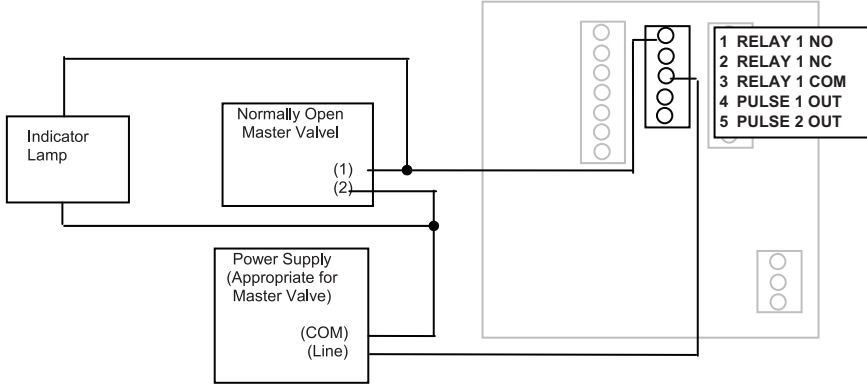 Indicator
Lamp
Normally Open
Master Valvel
(1)
(2)
Power Supply
(Appropriate for
Master Valve)
(COM)
(Line)
1 RELAY 1 NO
2 RELAY 1 NC
3 RELAY 1 COM
4 PULSE 1 OUT
5 PULSE 2 OUT